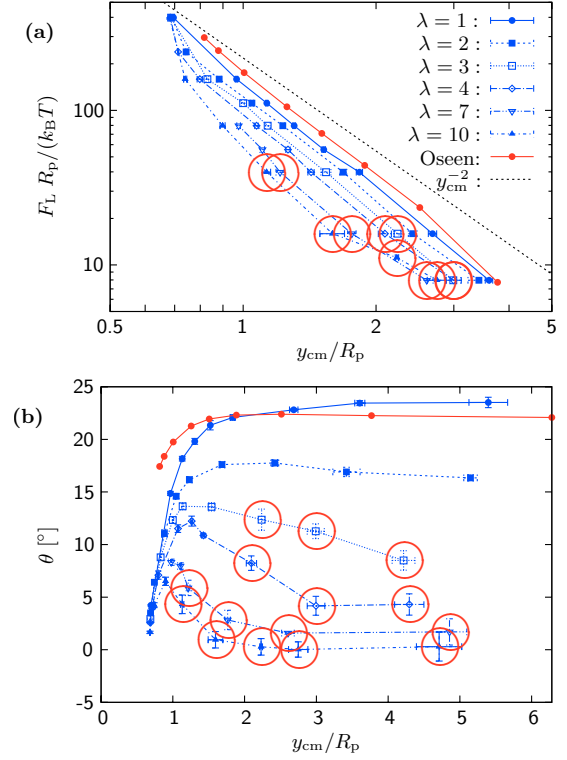 (a)
F_L R_p/(k_BT)
100
10
0.5
1
2
5
y_cm/R_p
λ = 1 :
λ = 2 :
λ = 3 :
λ = 4 :
λ = 7 :
λ = 10 :
Oseen:
y_cm^−2 :
(b)
θ [°]
25
20
15
10
5
0
-5
0
1
2
3
4
5
6
y_cm/R_p